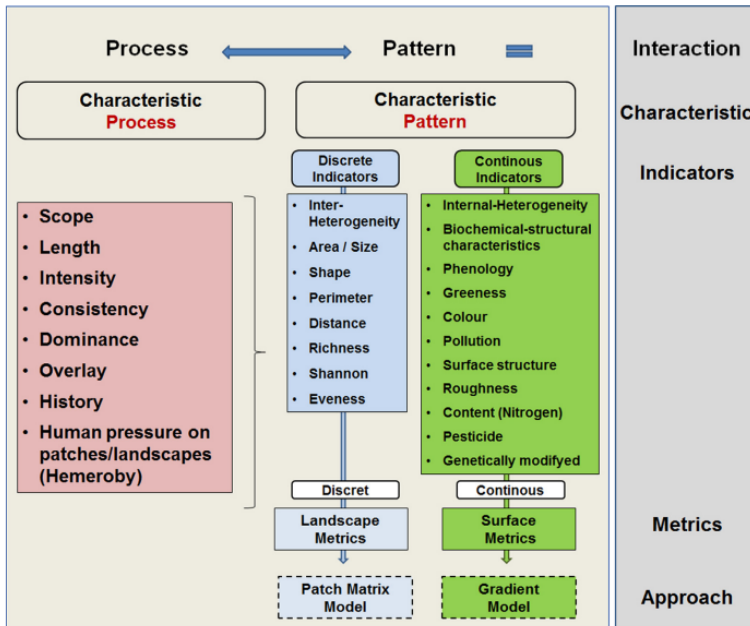 Process
Pattern
Interaction
Characteristic
Process
Characteristic
Pattern
Characteristic
Discrete
Indicators
Continous
Indicators
Indicators
• Scope
• Length
• Intensity
• Consistency
• Dominance
• Overlay
• History
• Human pressure on
patches/landscapes
(Hemeroby)
• Inter-
Heterogeneity
• Area / Size
• Shape
• Perimeter
• Distance
• Richness
• Shannon
• Eveness
• Internal-Heterogeneity
• Biochemical-structural
characteristics
• Phenology
• Greeness
• Colour
• Pollution
• Surface structure
• Roughness
• Content (Nitrogen)
• Pesticide
• Genetically modifyed
Discret
Continous
Landscape
Metrics
Surface
Metrics
Metrics
Patch Matrix
Model
Gradient
Model
Approach